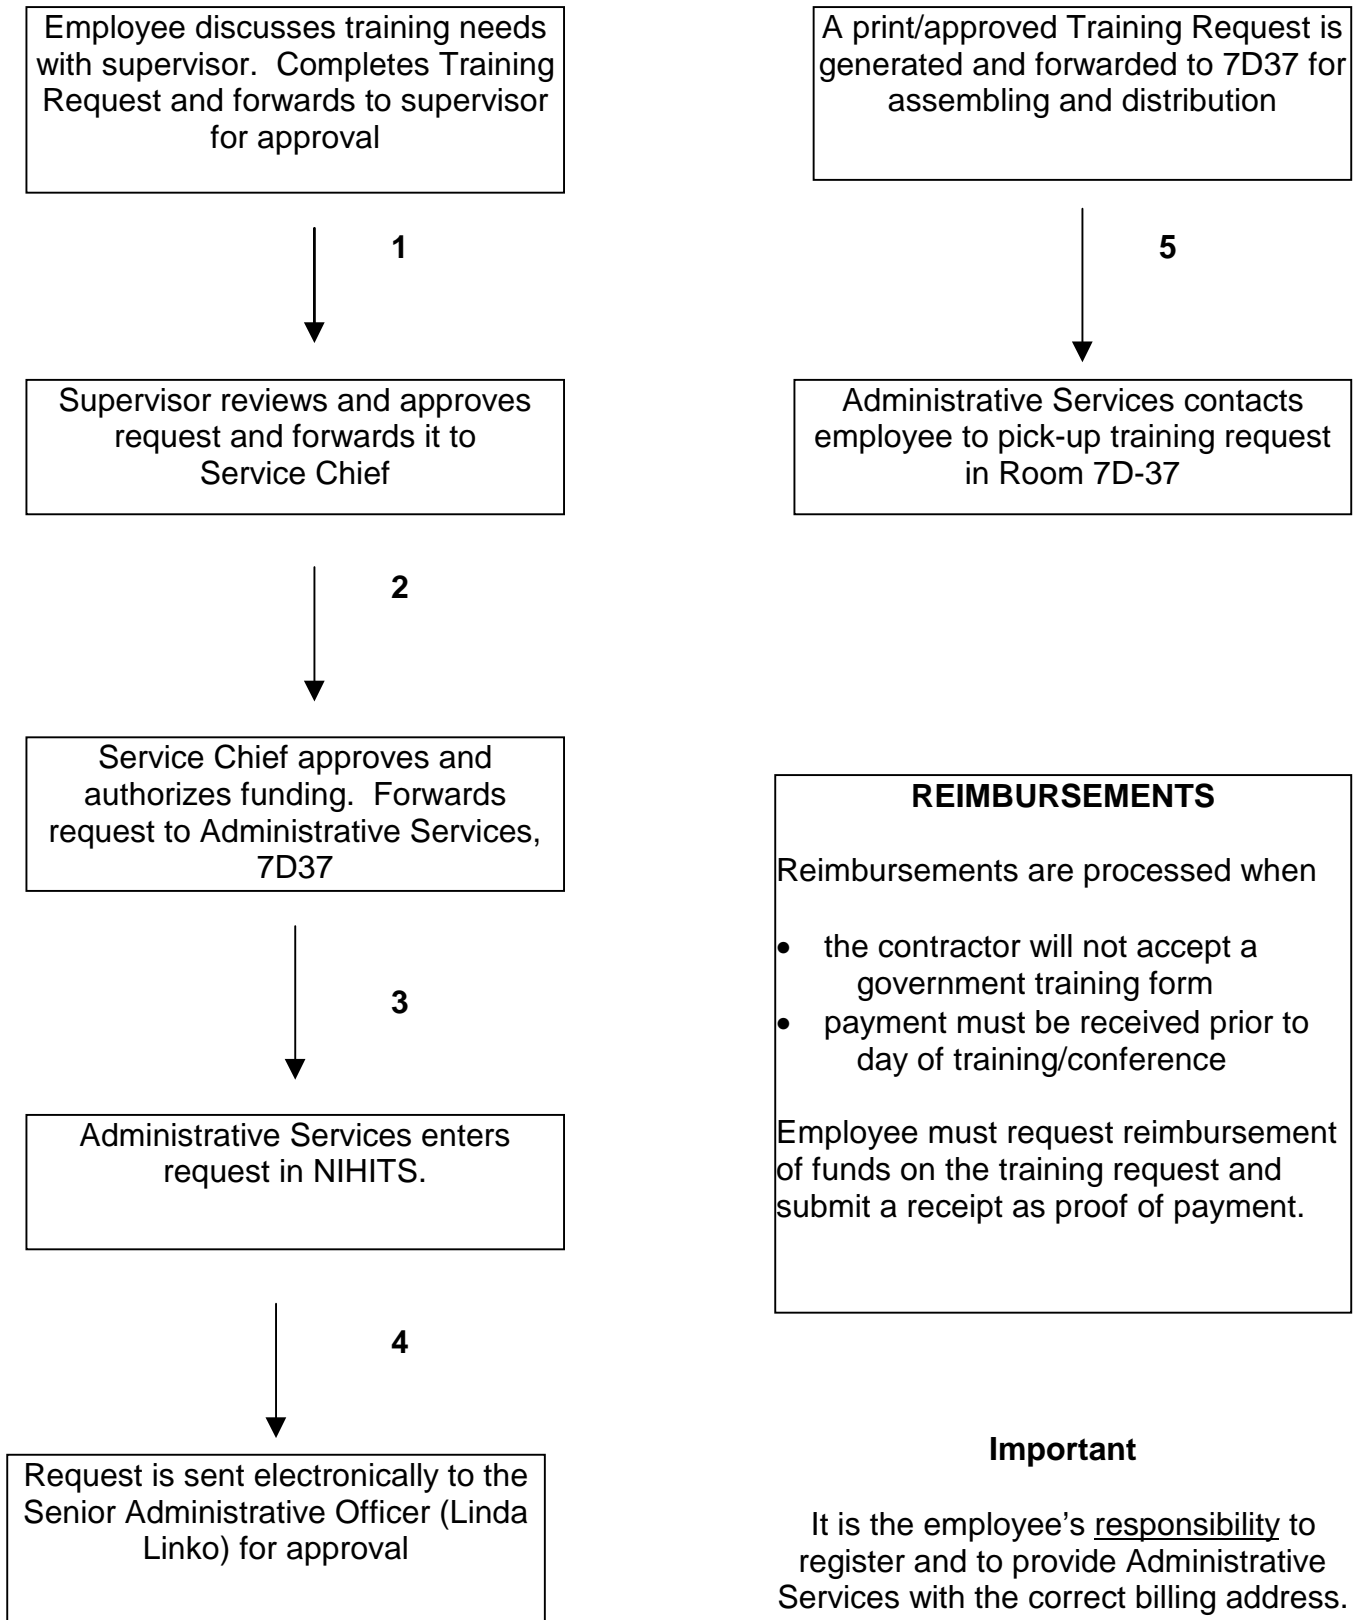 Employee discusses training needs
with supervisor.  Completes Training
Request and forwards to supervisor
for approval
1
Supervisor reviews and approves
request and forwards it to
Service Chief
2
Service Chief approves and
authorizes funding.  Forwards
request to Administrative Services,
7D37
3
Administrative Services enters
request in NIHITS.
4
Request is sent electronically to the
Senior Administrative Officer (Linda
Linko) for approval
A print/approved Training Request is
generated and forwarded to 7D37 for
assembling and distribution
5
Administrative Services contacts
employee to pick-up training request
in Room 7D-37
REIMBURSEMENTS
Reimbursements are processed when
• the contractor will not accept a
government training form
• payment must be received prior to
day of training/conference
Employee must request reimbursement
of funds on the training request and
submit a receipt as proof of payment.
Important
It is the employee’s responsibility to
register and to provide Administrative
Services with the correct billing address.